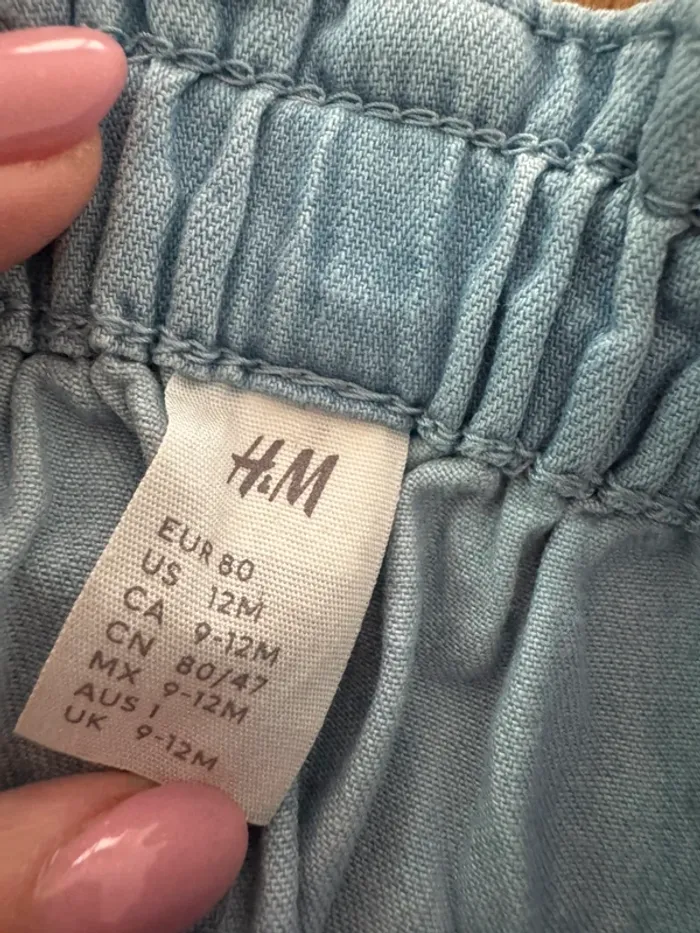 H&M
EUR 80
US 12M
CA 9-12M
CN 80/47
MX 9-12M
AUS 1
UK 9-12M